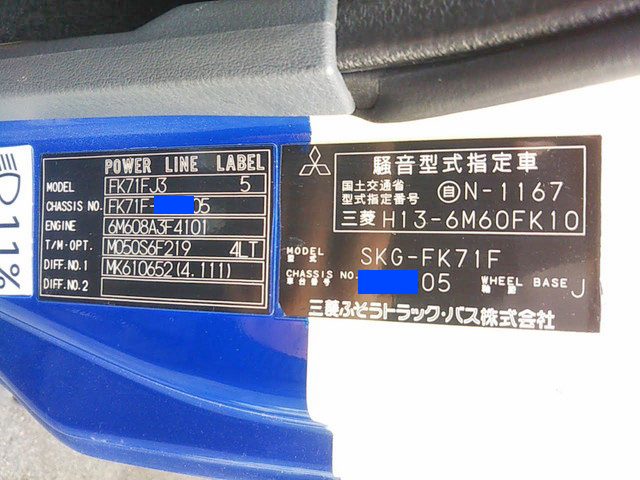 11%
POWER LINE LABEL
MODEL FK71FJ3 5
CHASSIS NO. FK71F- 05
ENGINE 6M608A3F4101
T/M-OPT. M050S6F219 4LT
DIFF.NO.1 MK610652(4.111)
DIFF.NO.2
騒音型式指定車
国土交通省
型式指定番号 自N-1167
三菱 H13-6M60FK10
MODEL
型式 SKG-FK71F
CHASSIS NO.
車台番号 05 WHEEL BASE
軸距 J
三菱ふそうトラック・バス株式会社